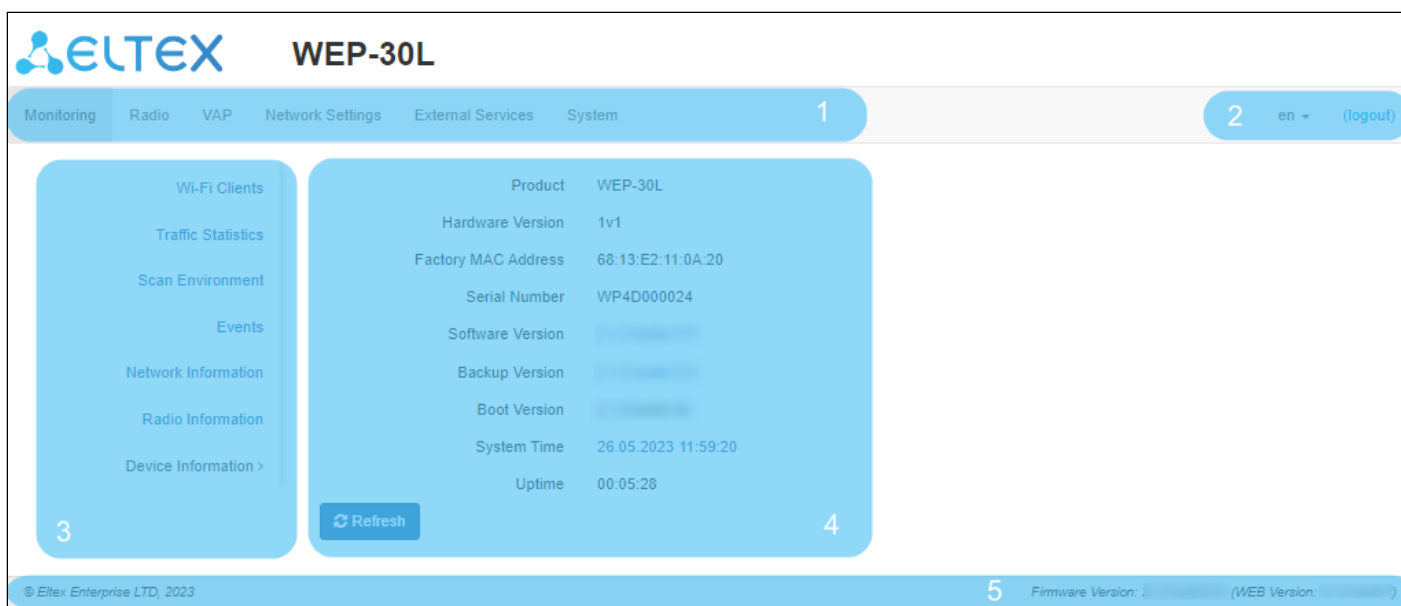 ELTEX WEP-30L
Monitoring Radio VAP Network Settings External Services System 1 2 en (logout)
Wi-Fi Clients
Traffic Statistics
Scan Environment
Events
Network Information
Radio Information
Device Information >
3
Product WEP-30L
Hardware Version 1v1
Factory MAC Address 68:13:E2:11:0A:20
Serial Number WP4D000024
Software Version
Backup Version
Boot Version
System Time 26.05.2023 11:59:20
Uptime 00:05:28
Refresh 4
© Eltex Enterprise LTD, 2023 5 Firmware Version: (WEB Version: )